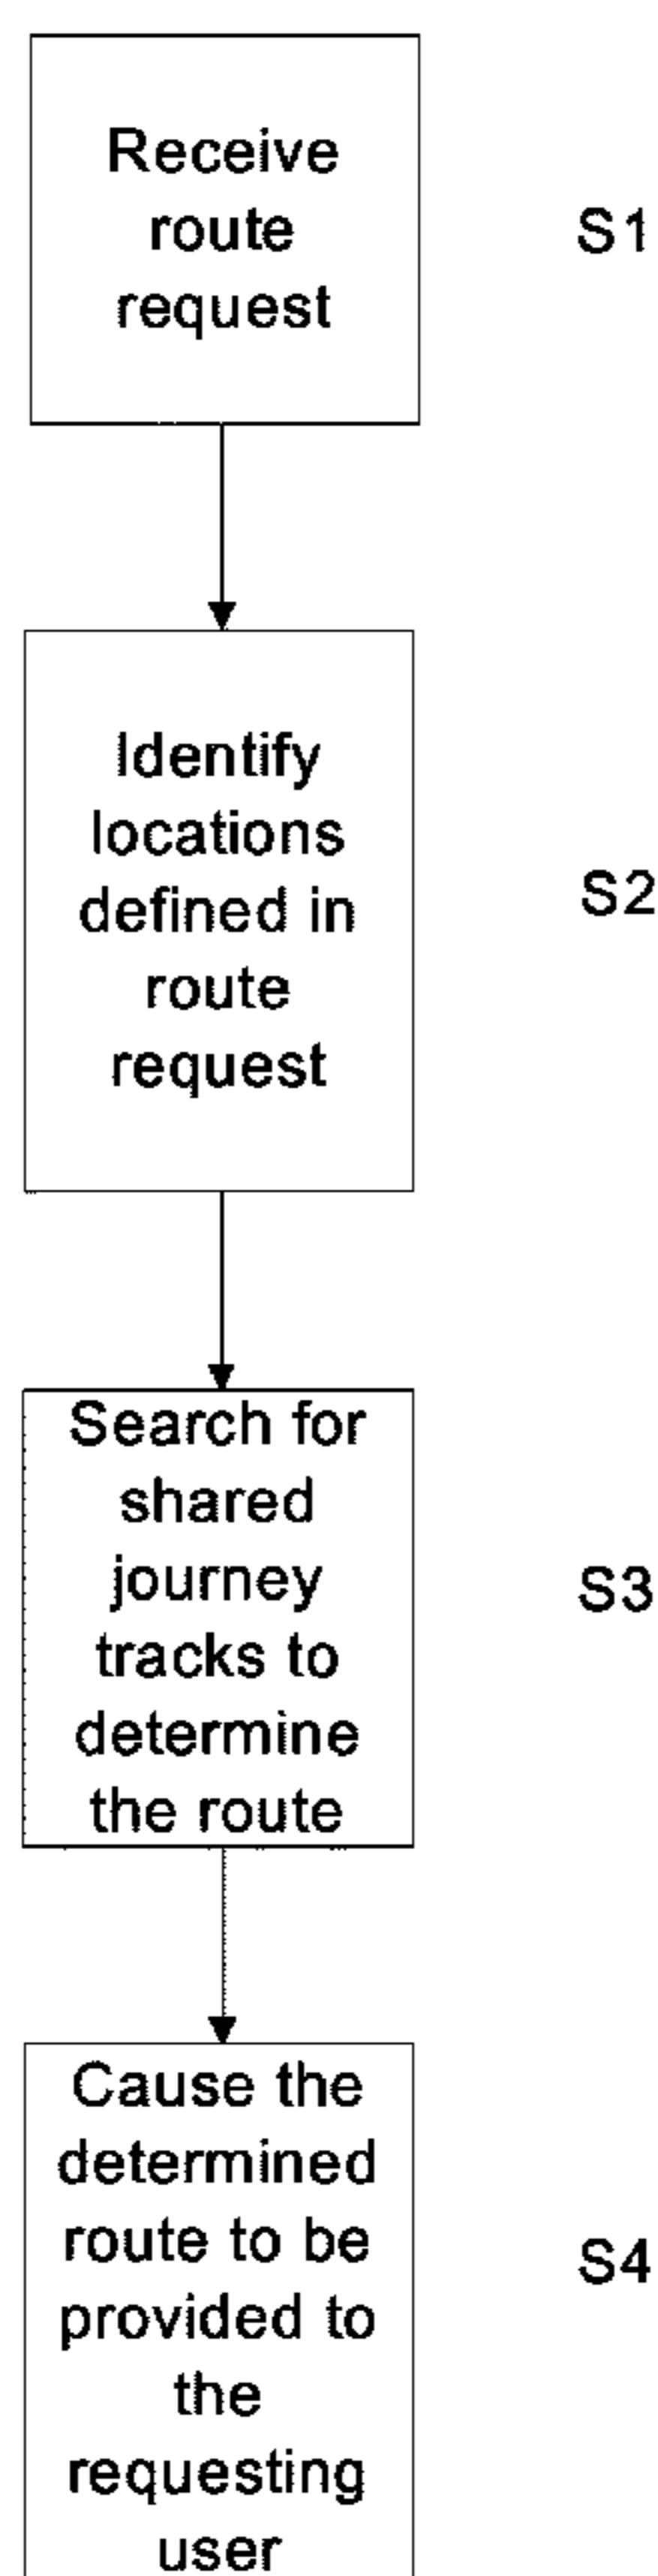 Receive
route
request
S1
Identify
locations
defined in
route
request
S2
Search for
shared
journey
tracks to
determine
the route
S3
Cause the
determined
route to be
provided to
the
requesting
user
S4